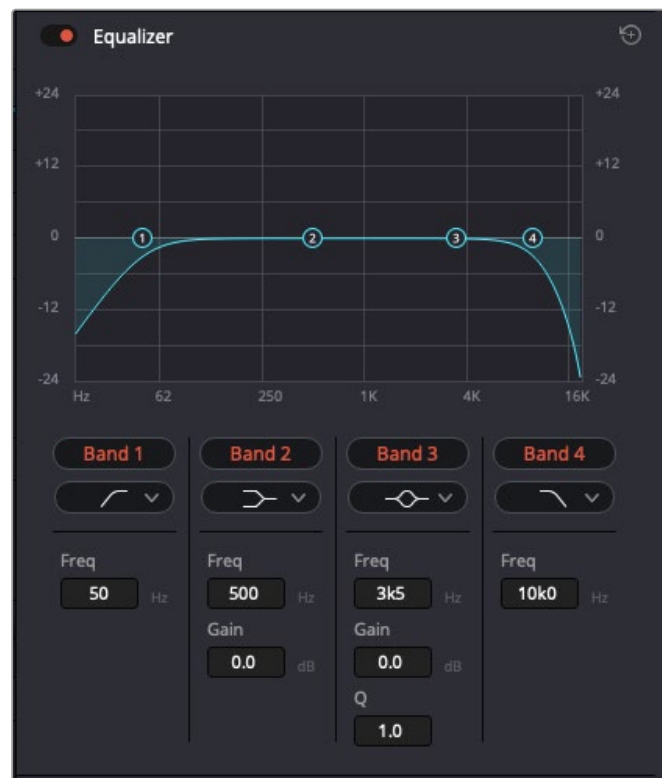 Equalizer
+24 +24
+12 +12
0 1 2 3 4 0
-12 -12
-24 -24
Hz 62 250 1K 4K 16K
Band 1 Band 2 Band 3 Band 4
Freq Freq Freq Freq
50 Hz 500 Hz 3k5 Hz 10k0 Hz
Gain Gain
0.0 dB 0.0 dB
Q
1.0